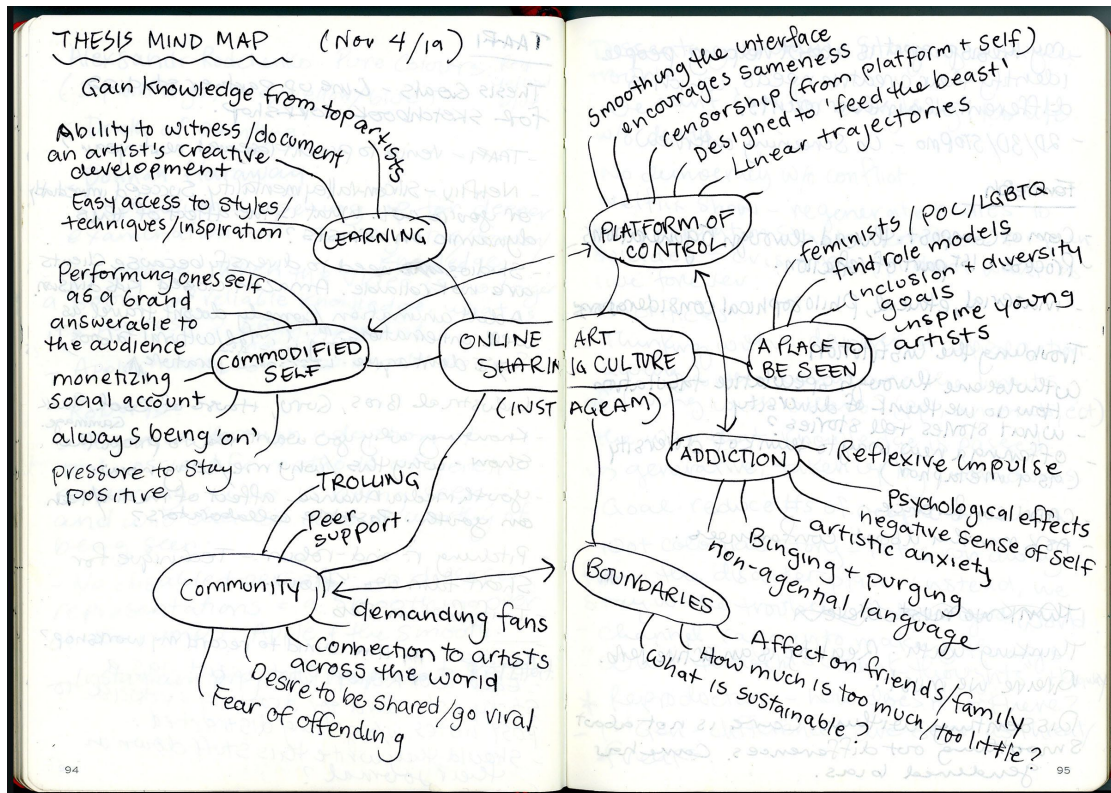 THESIS MIND MAP (Nov 4/19)
Gain knowledge from top artists
Ability to witness/document
an artist's creative
development
Easy access to styles/
techniques/inspiration
LEARNING
Performing oneself
as a brand
answerable to
the audience
monetizing
social account
always being 'on'
pressure to stay
positive
COMMODIFIED
SELF
ONLINE ART
SHARING CULTURE
(INSTAGRAM)
TROLLING
Peer
support
COMMUNITY
demanding fans
Connection to artists
across the world
Desire to be shared/go viral
Fear of offending
94
Smoothing the interface
encourages sameness
censorship (from platform + self)
Designed to 'feed the beast'
Linear trajectories
PLATFORM OF
CONTROL
feminists/POC/LGBTQ
find role models
inclusion + diversity
goals
inspire young
artists
A PLACE TO
BE SEEN
ADDICTION
Reflexive Impulse
Psychological effects
negative sense of self
artistic anxiety
Binging + purging
non-agential language
BOUNDARIES
Affect on friends/family
How much is too much/too little?
What is sustainable?
95